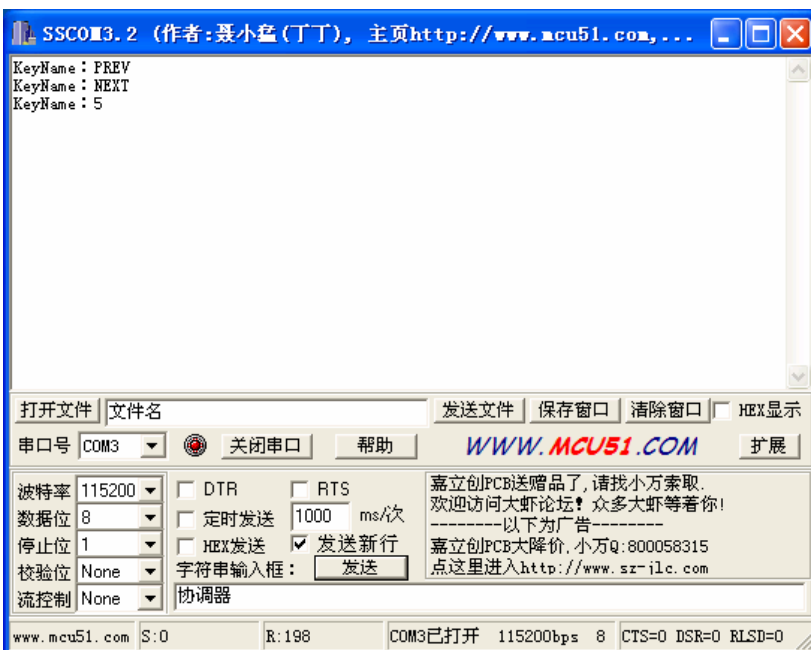 SSCOM3.2 (作者:聂小猛(丁丁), 主页http://www.mcu51.com,...
KeyName：PREV
KeyName：NEXT
KeyName：5
打开文件 文件名 发送文件 保存窗口 清除窗口 HEX显示
串口号 COM3 关闭串口 帮助 WWW.MCU51.COM 扩展
波特率 115200 DTR RTS
数据位 8 定时发送 1000 ms/次
停止位 1 HEX发送 发送新行
校验位 None 字符串输入框： 发送
流控制 None 协调器
嘉立创PCB送赠品了,请找小万索取.
欢迎访问大虾论坛! 众多大虾等着你!
--------以下为广告--------
嘉立创PCB大降价,小万Q:800058315
点这里进入http://www.sz-jlc.com
www.mcu51.com S:0 R:198 COM3已打开 115200bps 8 CTS=0 DSR=0 RLSD=0